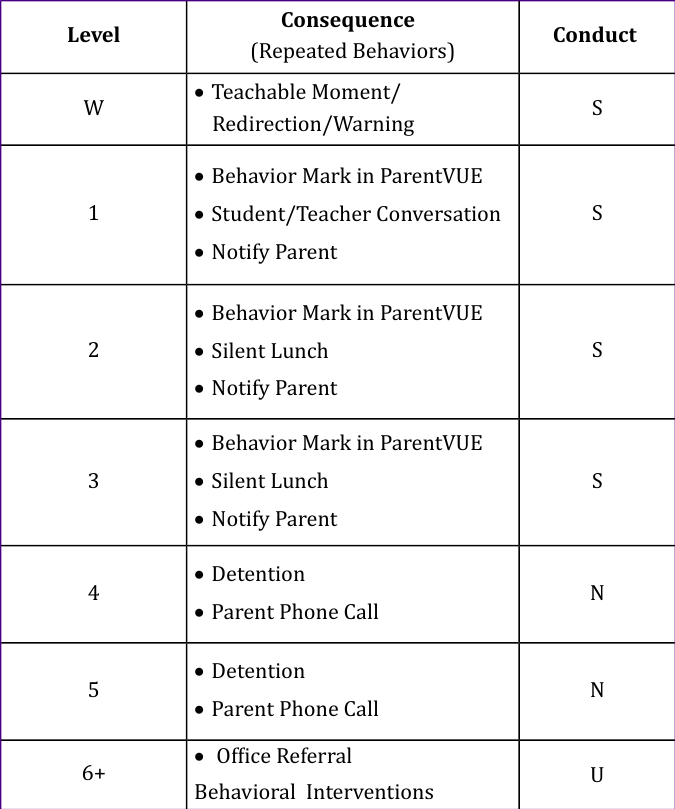 Level
Consequence
(Repeated Behaviors)
Conduct
W
• Teachable Moment/
Redirection/Warning
S
1
• Behavior Mark in ParentVUE
• Student/Teacher Conversation
• Notify Parent
S
2
• Behavior Mark in ParentVUE
• Silent Lunch
• Notify Parent
S
3
• Behavior Mark in ParentVUE
• Silent Lunch
• Notify Parent
S
4
• Detention
• Parent Phone Call
N
5
• Detention
• Parent Phone Call
N
6+
• Office Referral
Behavioral Interventions
U